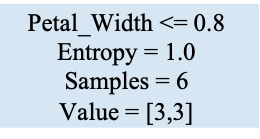 Petal_Width <= 0.8
Entropy = 1.0
Samples = 6
Value = [3,3]